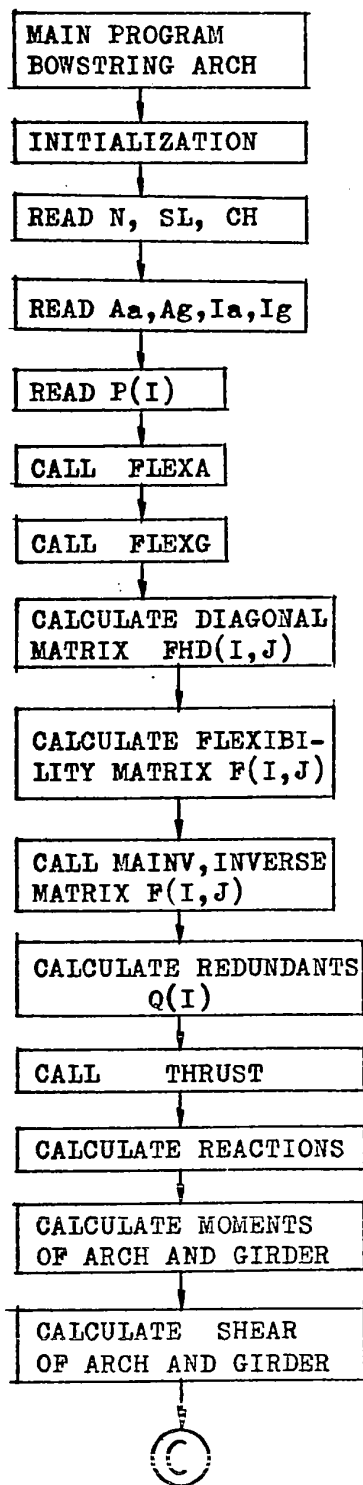 MAIN PROGRAM
BOWSTRING ARCH
INITIALIZATION
READ N, SL, CH
READ Aa,Ag,Ia,Ig
READ P(I)
CALL FLEXA
CALL FLEXG
CALCULATE DIAGONAL
MATRIX FHD(I,J)
CALCULATE FLEXIBI-
LITY MATRIX F(I,J)
CALL MAINV,INVERSE
MATRIX F(I,J)
CALCULATE REDUNDANTS
Q(I)
CALL THRUST
CALCULATE REACTIONS
CALCULATE MOMENTS
OF ARCH AND GIRDER
CALCULATE SHEAR
OF ARCH AND GIRDER
C